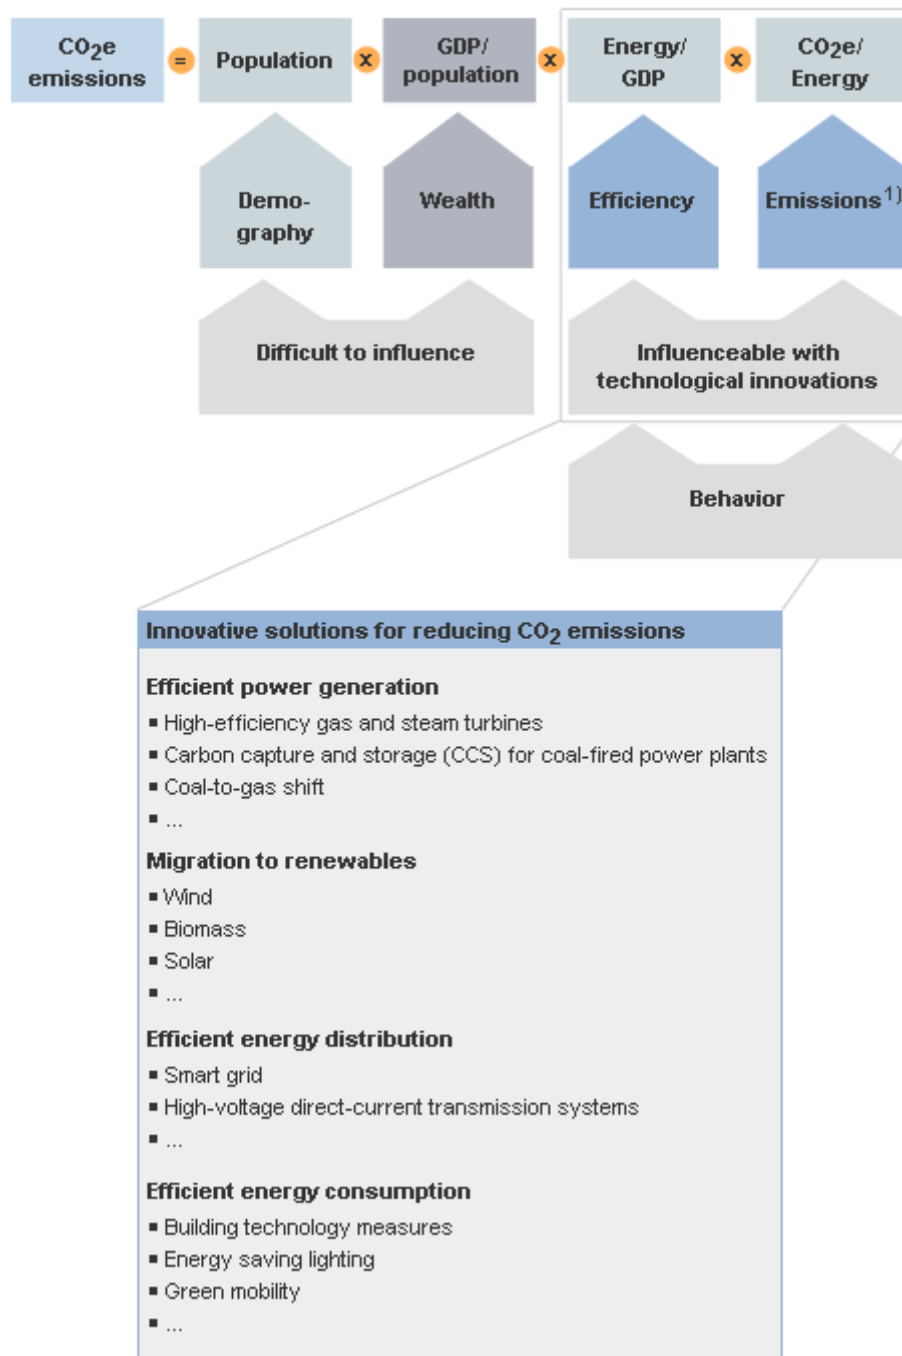 CO2e
emissions
=
Population
x
GDP/
population
x
Energy/
GDP
x
CO2e/
Energy
Demo-
graphy
Wealth
Efficiency
Emissions1)
Difficult to influence
Influenceable with
technological innovations
Behavior
Innovative solutions for reducing CO2 emissions
Efficient power generation
▪ High-efficiency gas and steam turbines
▪ Carbon capture and storage (CCS) for coal-fired power plants
▪ Coal-to-gas shift
▪ ...
Migration to renewables
▪ Wind
▪ Biomass
▪ Solar
▪ ...
Efficient energy distribution
▪ Smart grid
▪ High-voltage direct-current transmission systems
▪ ...
Efficient energy consumption
▪ Building technology measures
▪ Energy saving lighting
▪ Green mobility
▪ ...